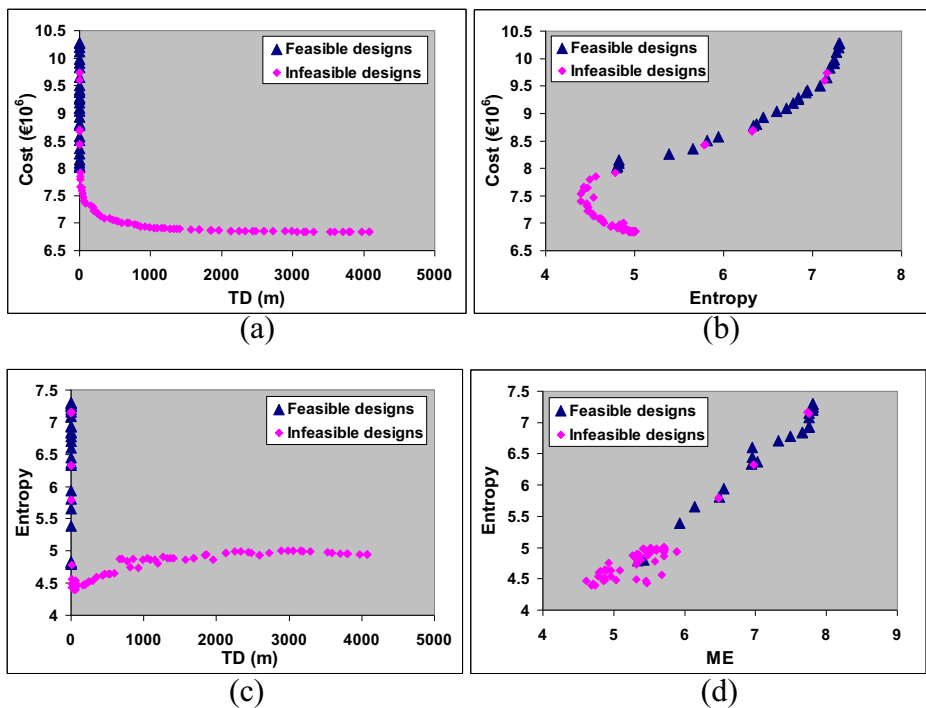 10.5
10
9.5
9
8.5
8
7.5
7
6.5
Cost (€10⁶)
Feasible designs
Infeasible designs
0 1000 2000 3000 4000 5000
TD (m)
(a)
10.5
10
9.5
9
8.5
8
7.5
7
6.5
Cost (€10⁶)
Feasible designs
Infeasible designs
4 5 6 7 8
Entropy
(b)
7.5
7
6.5
6
5.5
5
4.5
4
Entropy
Feasible designs
Infeasible designs
0 1000 2000 3000 4000 5000
TD (m)
(c)
7.5
7
6.5
6
5.5
5
4.5
4
Entropy
Feasible designs
Infeasible designs
4 5 6 7 8 9
ME
(d)